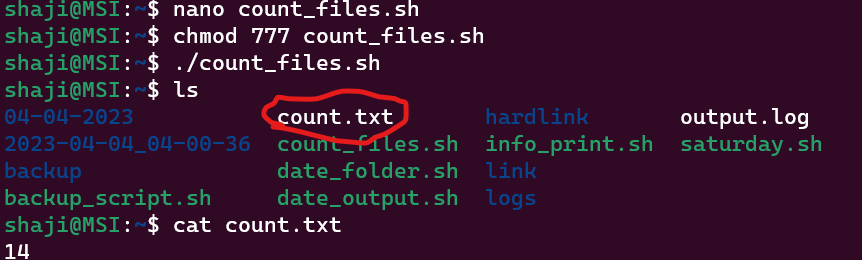 shaji@MSI:~$ nano count_files.sh
shaji@MSI:~$ chmod 777 count_files.sh
shaji@MSI:~$ ./count_files.sh
shaji@MSI:~$ ls
04-04-2023 count.txt hardlink output.log
2023-04-04_04-00-36 count_files.sh info_print.sh saturday.sh
backup date_folder.sh link
backup_script.sh date_output.sh logs
shaji@MSI:~$ cat count.txt
14